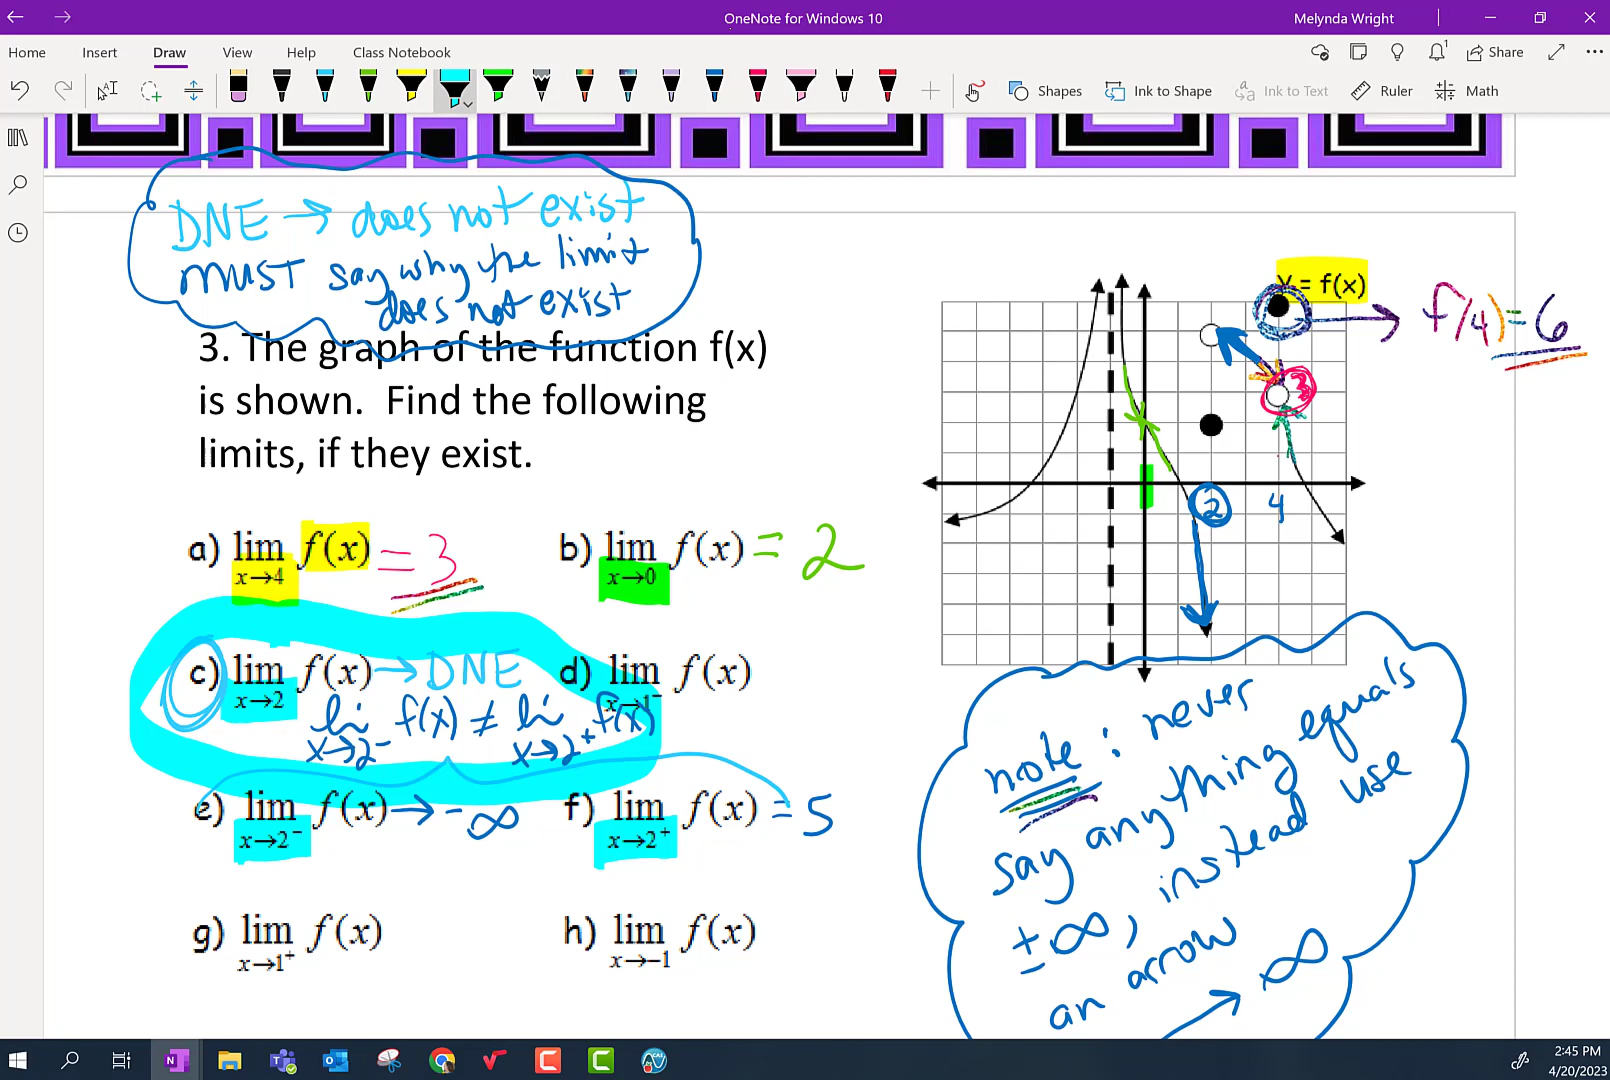 OneNote for Windows 10
Melynda Wright
Home Insert Draw View Help Class Notebook
1 Share
Shapes Ink to Shape Ink to Text Ruler Math
DNE → does not exist
MUST say why the limit
does not exist
3. The graph of the function f(x)
is shown. Find the following
limits, if they exist.
y = f(x)
f(4) = 6
3
2
4
a) lim x→4 f(x) = 3
b) lim x→0 f(x) = 2
c) lim x→2 f(x) → DNE
lim x→2⁻ f(x) ≠ lim x→2⁺ f(x)
d) lim x→1⁻ f(x)
e) lim x→2⁻ f(x) → -∞
f) lim x→2⁺ f(x) = 5
g) lim x→1⁺ f(x)
h) lim x→-1 f(x)
note: never
say anything equals
±∞, instead use
an arrow
→ ∞
2:45 PM
4/20/2023